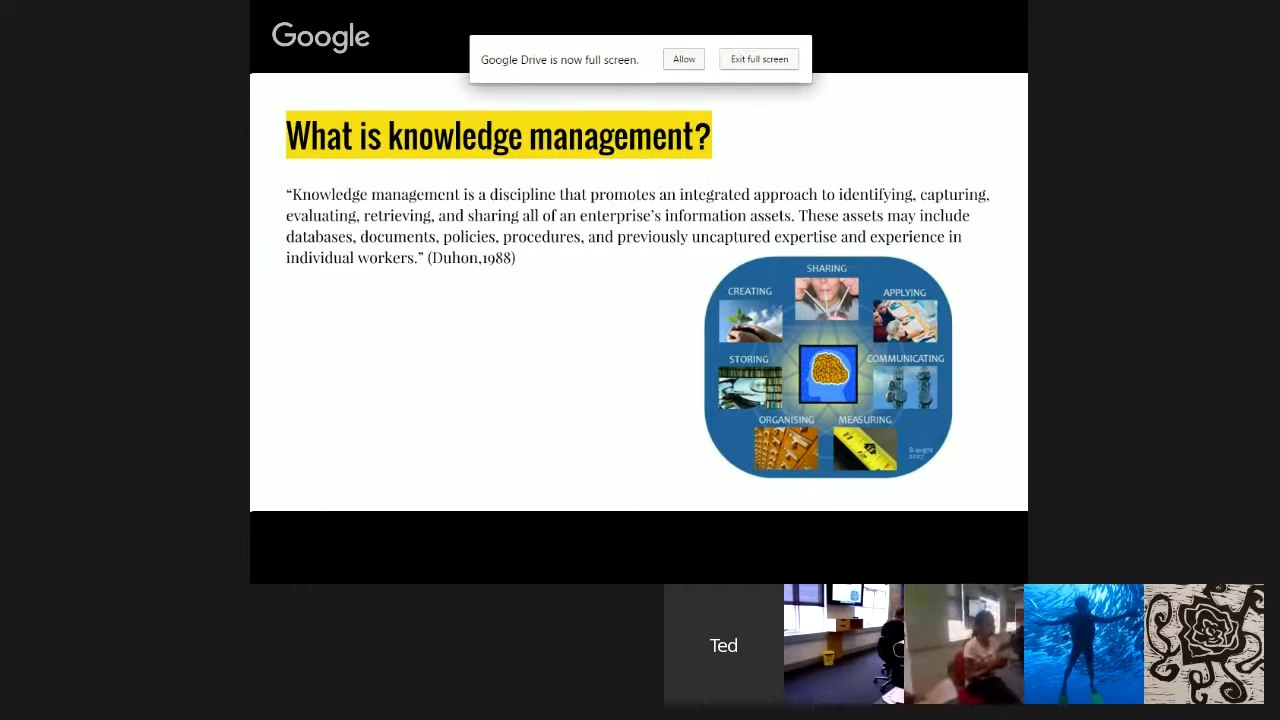 Google
Google Drive is now full screen. Allow Exit full screen
What is knowledge management?
“Knowledge management is a discipline that promotes an integrated approach to identifying, capturing,
evaluating, retrieving, and sharing all of an enterprise’s information assets. These assets may include
databases, documents, policies, procedures, and previously uncaptured expertise and experience in
individual workers.” (Duhon,1988)
SHARING
CREATING
APPLYING
STORING
COMMUNICATING
ORGANISING
MEASURING
2007
Ted